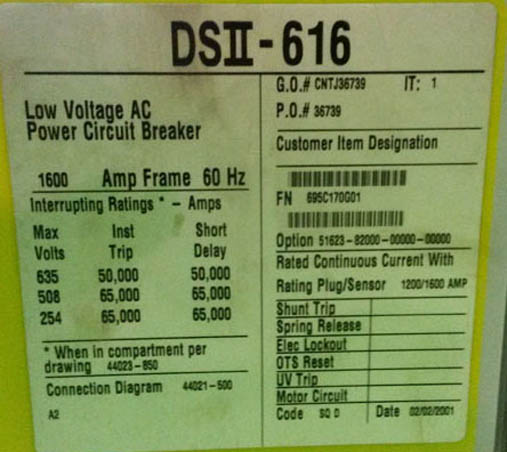 DSII-616
Low Voltage AC
Power Circuit Breaker
1600 Amp Frame 60 Hz
Interrupting Ratings * - Amps
Max Inst Short
Volts Trip Delay
635 50,000 50,000
508 65,000 65,000
254 65,000 65,000
* When in compartment per
drawing 44023-850
Connection Diagram 44021-500
A2
G.O.# CNTJ36739 IT: 1
P.O.# 36739
Customer Item Designation
FN 695C170G01
Option 51623-82000-00000-00000
Rated Continuous Current With
Rating Plug/Sensor 1200/1600 AMP
Shunt Trip
Spring Release
Elec Lockout
OTS Reset
UV Trip
Motor Circuit
Code SQ D Date 02/02/2001